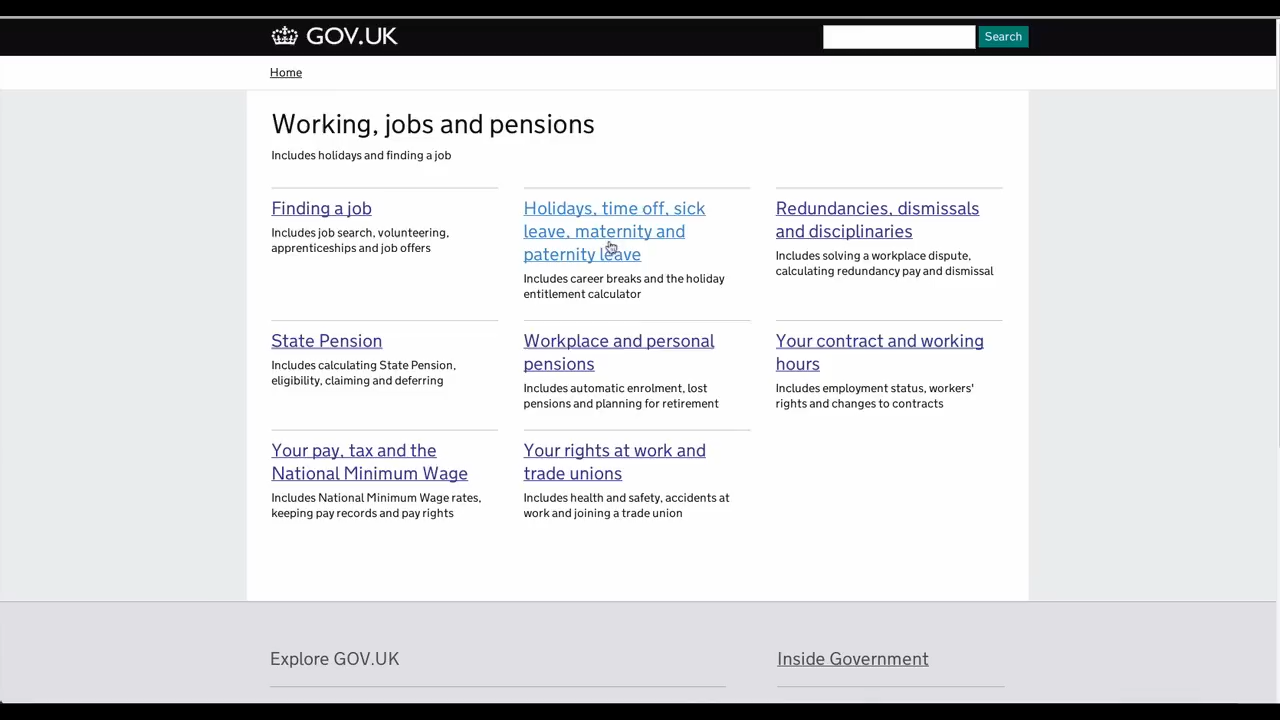 GOV.UK
Search
Home
Working, jobs and pensions
Includes holidays and finding a job
Finding a job
Includes job search, volunteering,
apprenticeships and job offers
Holidays, time off, sick
leave, maternity and
paternity leave
Includes career breaks and the holiday
entitlement calculator
Redundancies, dismissals
and disciplinaries
Includes solving a workplace dispute,
calculating redundancy pay and dismissal
State Pension
Includes calculating State Pension,
eligibility, claiming and deferring
Workplace and personal
pensions
Includes automatic enrolment, lost
pensions and planning for retirement
Your contract and working
hours
Includes employment status, workers'
rights and changes to contracts
Your pay, tax and the
National Minimum Wage
Includes National Minimum Wage rates,
keeping pay records and pay rights
Your rights at work and
trade unions
Includes health and safety, accidents at
work and joining a trade union
Explore GOV.UK
Inside Government